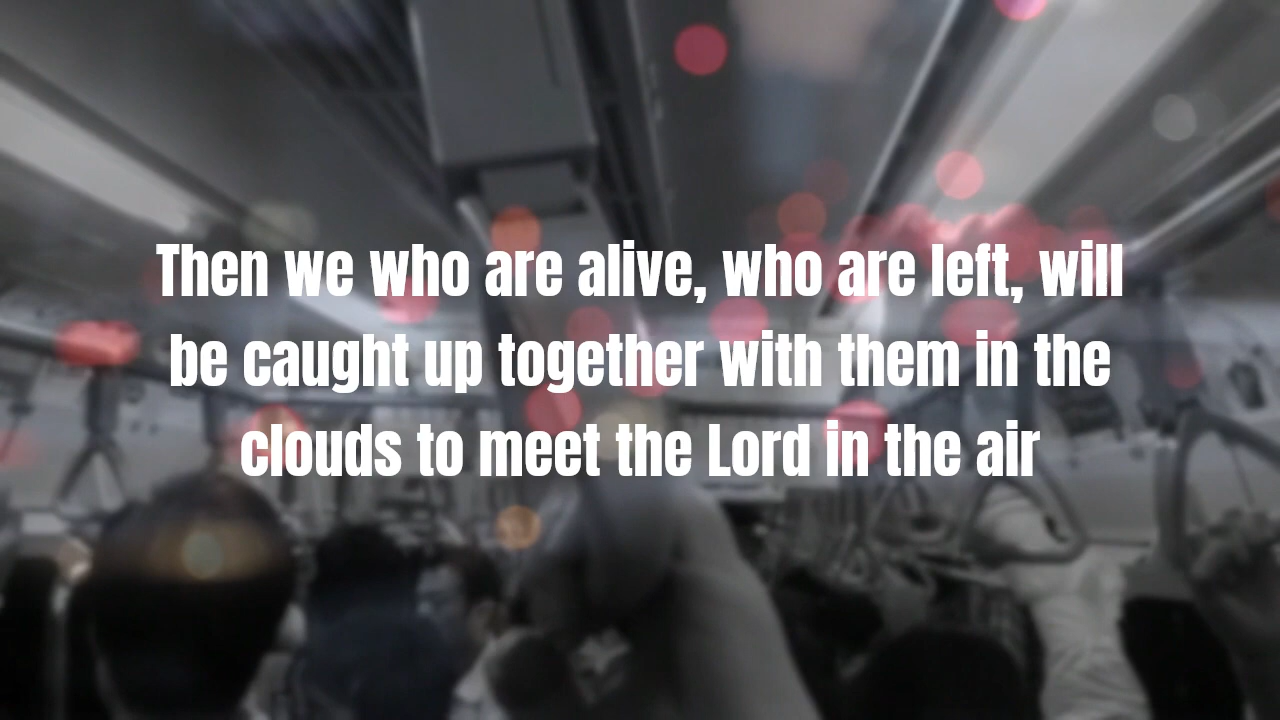 Then we who are alive, who are left, will
be caught up together with them in the
clouds to meet the Lord in the air